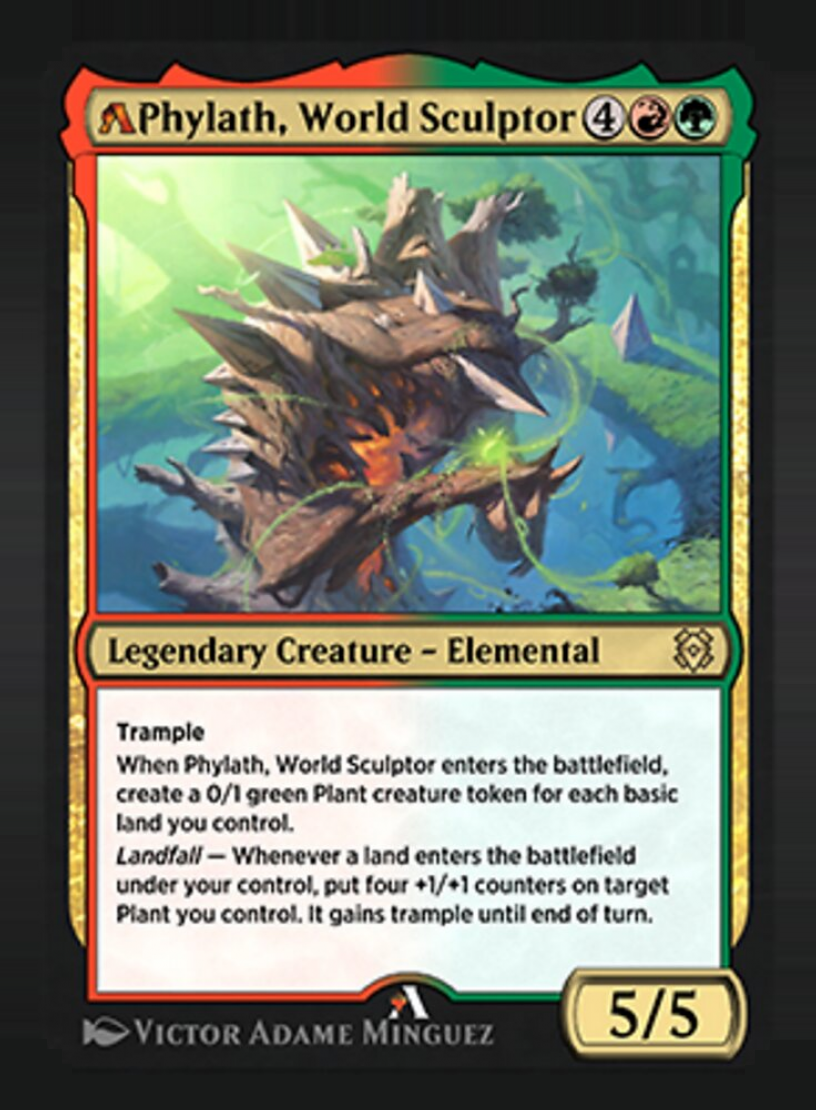 Phylath, World Sculptor 4
Legendary Creature – Elemental
Trample
When Phylath, World Sculptor enters the battlefield,
create a 0/1 green Plant creature token for each basic
land you control.
Landfall — Whenever a land enters the battlefield
under your control, put four +1/+1 counters on target
Plant you control. It gains trample until end of turn.
5/5
Victor Adame Minguez